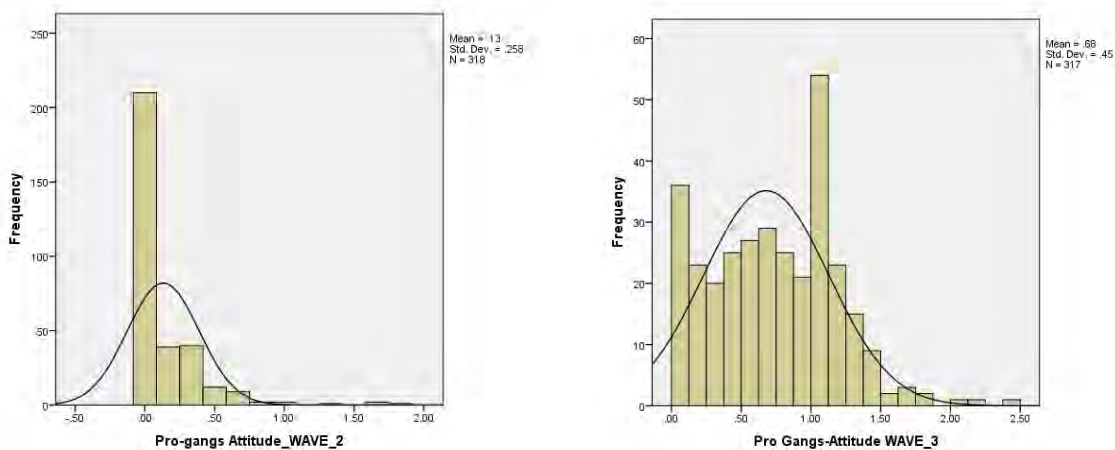 250
200
150
100
50
0
Frequency
-.50 .00 .50 1.00 1.50 2.00
Pro-gangs Attitude_WAVE_2
Mean = .13
Std. Dev. = .258
N = 318
60
50
40
30
20
10
0
Frequency
.00 .50 1.00 1.50 2.00 2.50
Pro Gangs-Attitude WAVE_3
Mean = .68
Std. Dev. = .45
N = 317